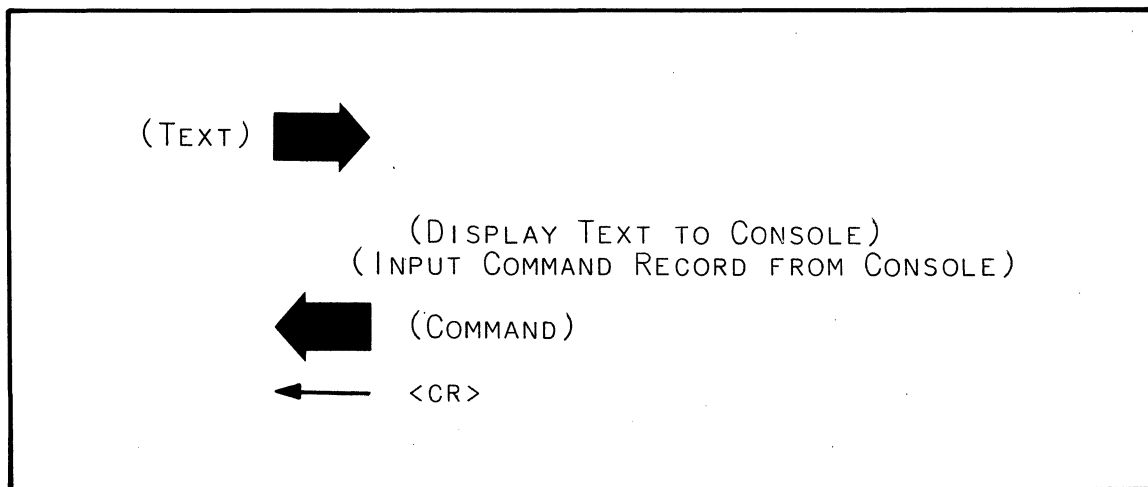 (TEXT)
(DISPLAY TEXT TO CONSOLE)
(INPUT COMMAND RECORD FROM CONSOLE)
(COMMAND)
<CR>